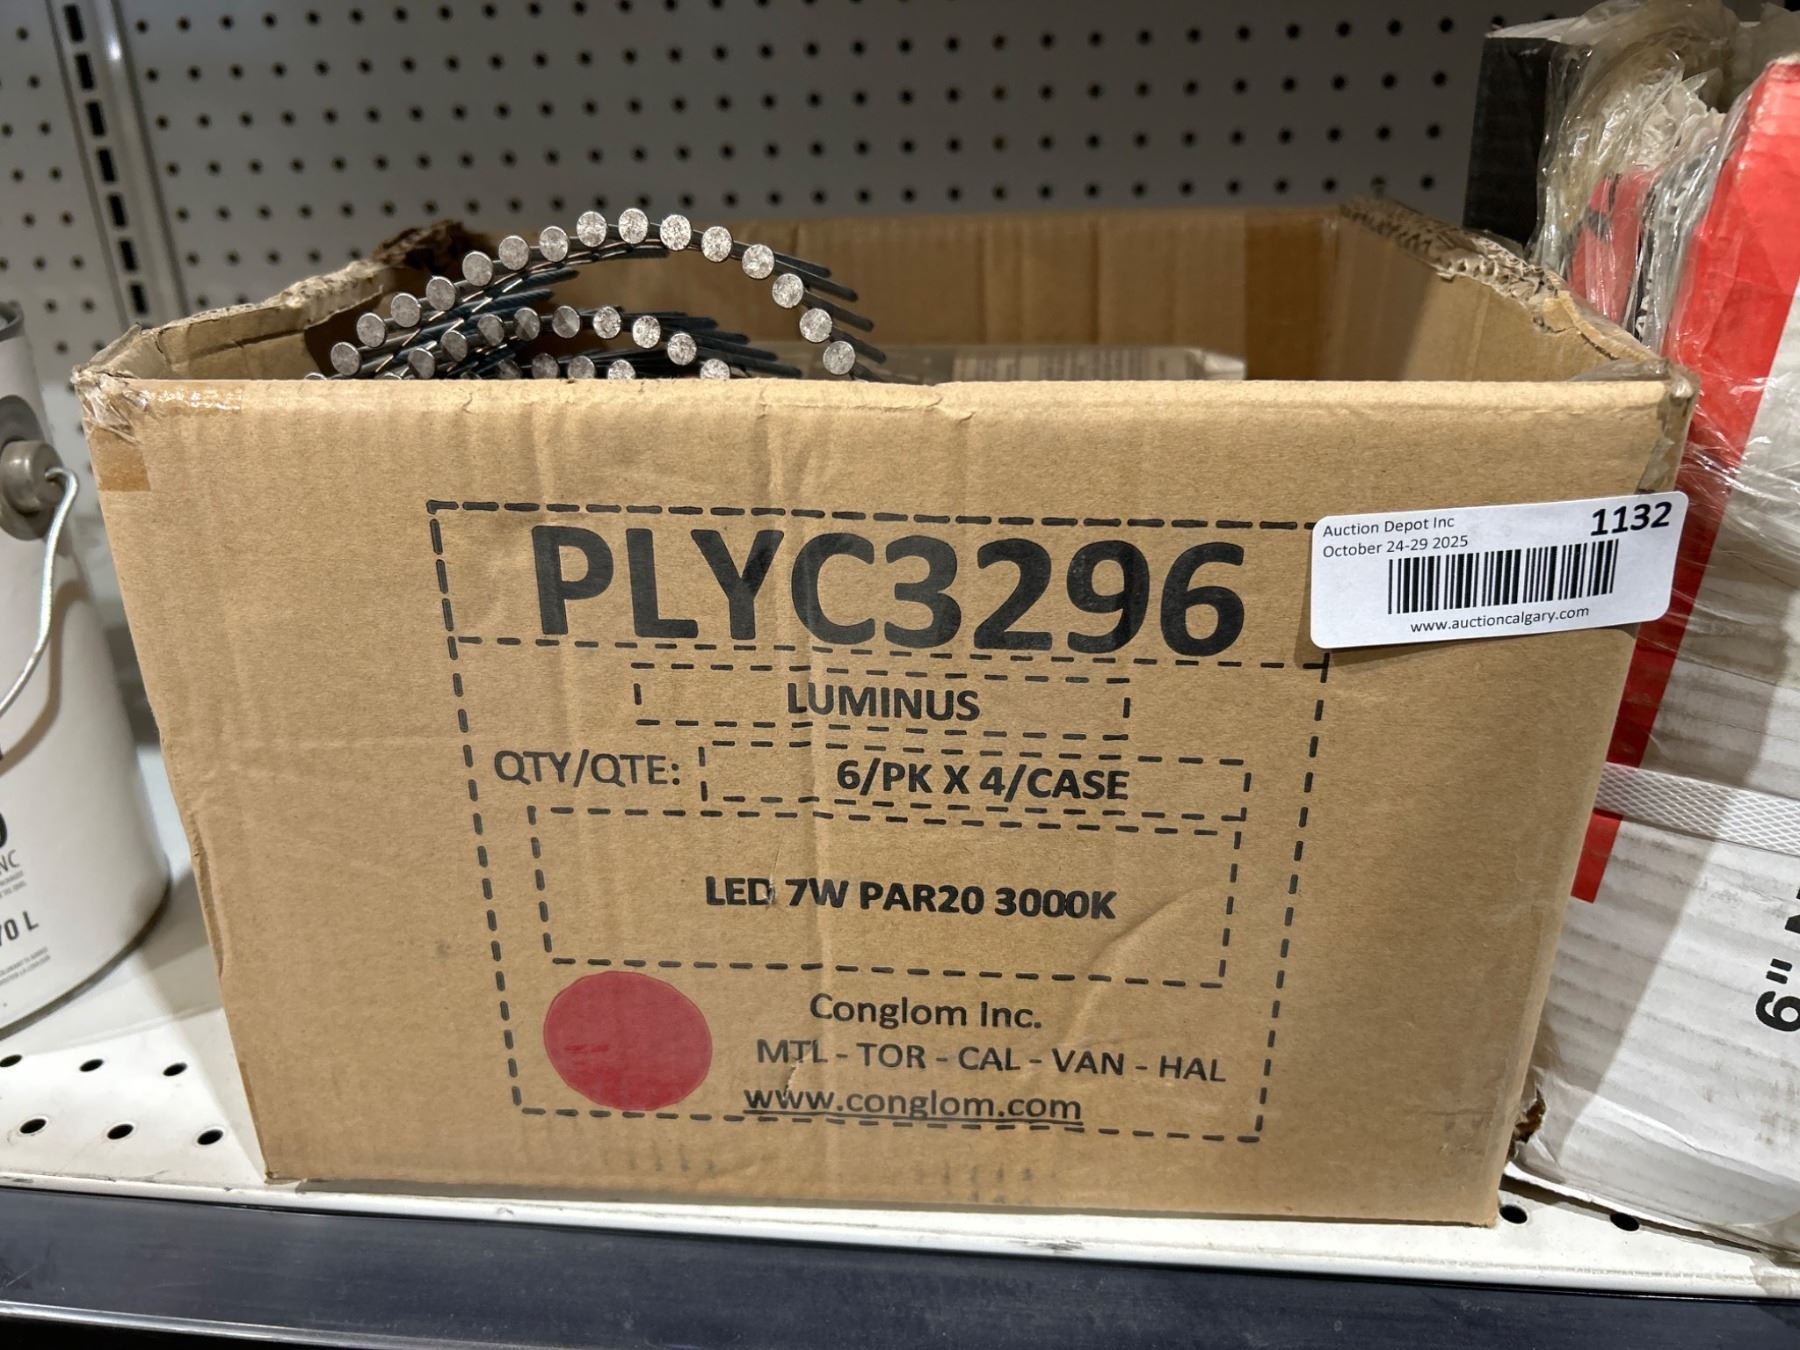 PLYC3296
LUMINUS
QTY/QTE: 6/PK X 4/CASE
LED 7W PAR20 3000K
Conglom Inc.
MTL - TOR - CAL - VAN - HAL
www.conglom.com
Auction Depot Inc
1132
October 24-29 2025
www.auctioncalgary.com
6"